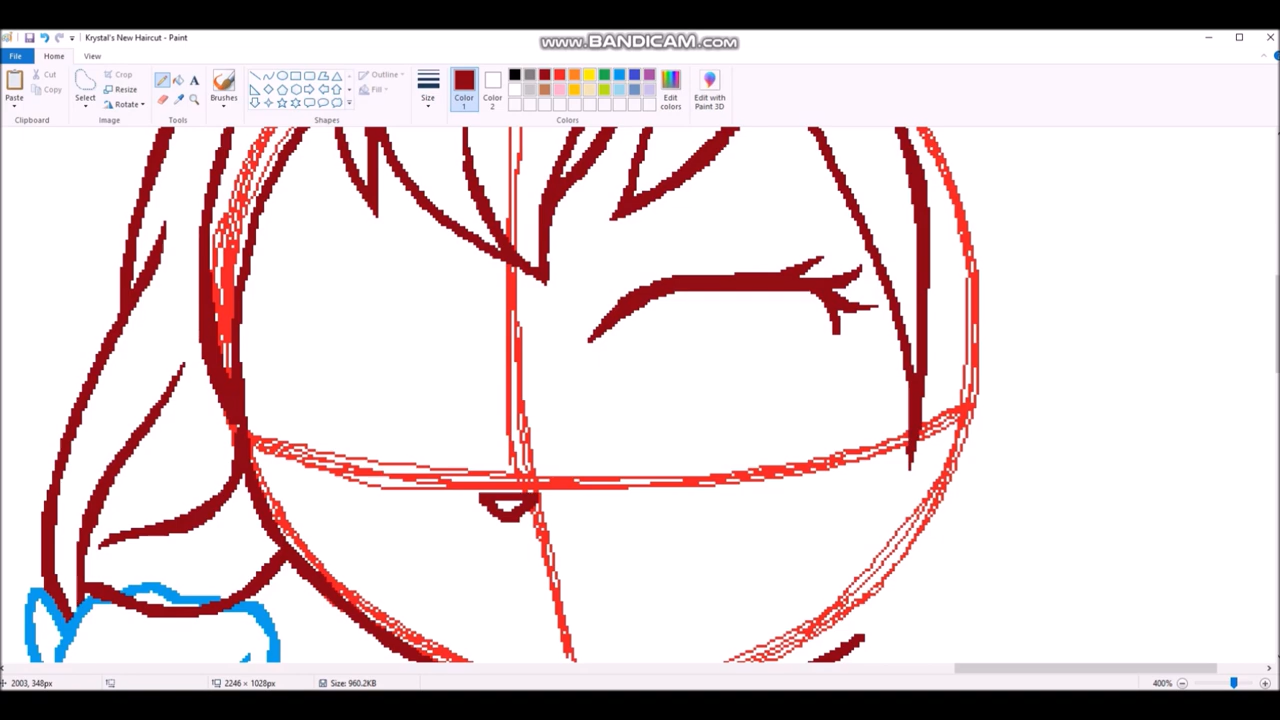 Krystal's New Haircut - Paint
www.BANDICAM.com
File
Home
View
Paste
Cut
Copy
Clipboard
Select
Crop
Resize
Rotate
Image
Tools
Brushes
Outline
Fill
Shapes
Size
Color
1
Color
2
Edit
colors
Colors
Edit with
Paint 3D
2003, 348px
2246 × 1028px
Size: 960.2KB
400%